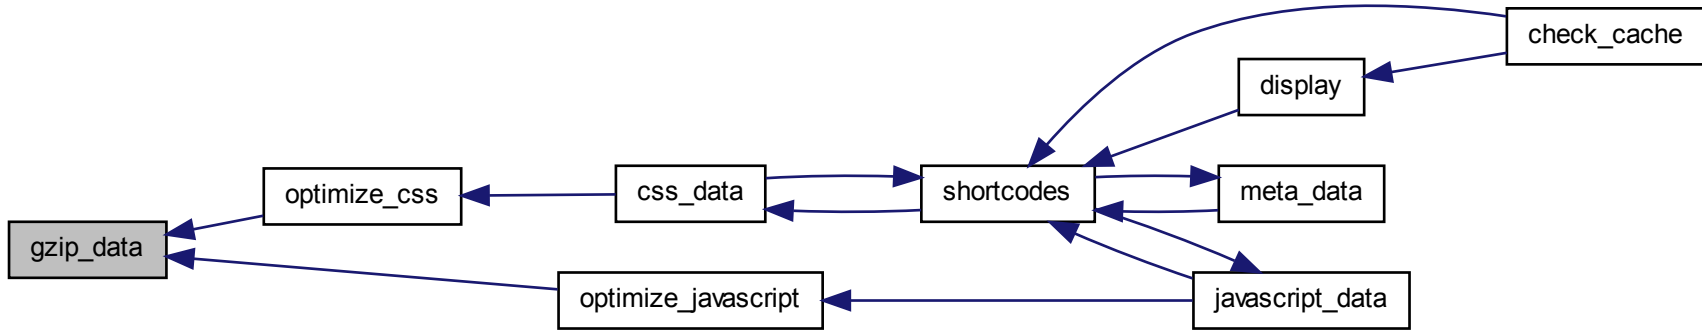 check_cache
display
optimize_css
css_data
shortcodes
meta_data
gzip_data
optimize_javascript
javascript_data